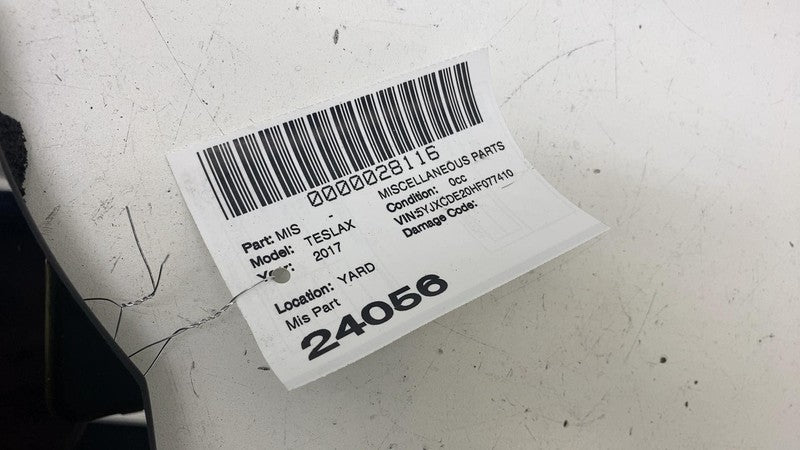 0000028116
Part: MIS - MISCELLANEOUS PARTS
Model: TESLAX Condition: 0cc
Year: 2017 VIN:5YJXCDE20HF077410
Damage Code:
Location: YARD
Mis Part
24056